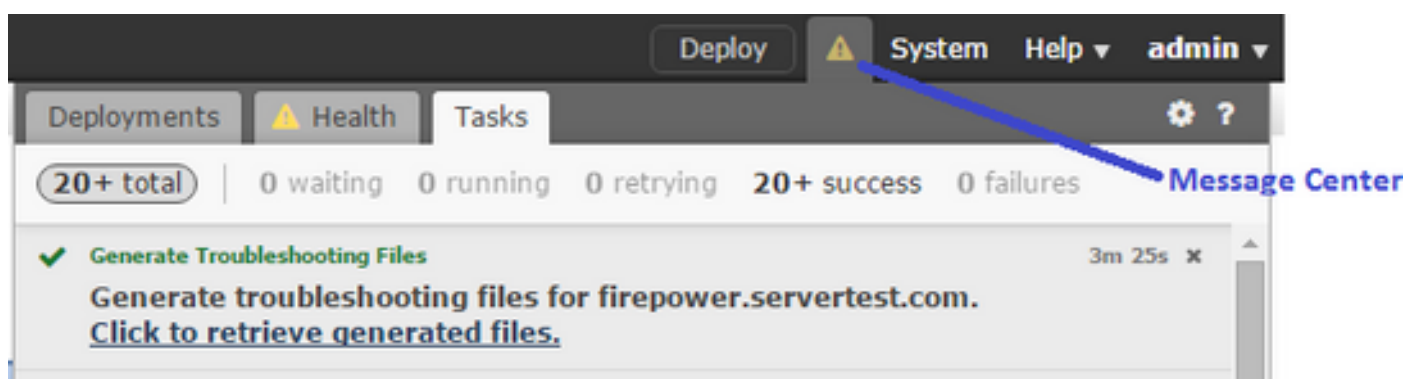 Deploy System Help admin
Deployments Health Tasks ?
20+ total 0 waiting 0 running 0 retrying 20+ success 0 failures
Message Center
Generate Troubleshooting Files 3m 25s
Generate troubleshooting files for firepower.servertest.com.
Click to retrieve generated files.